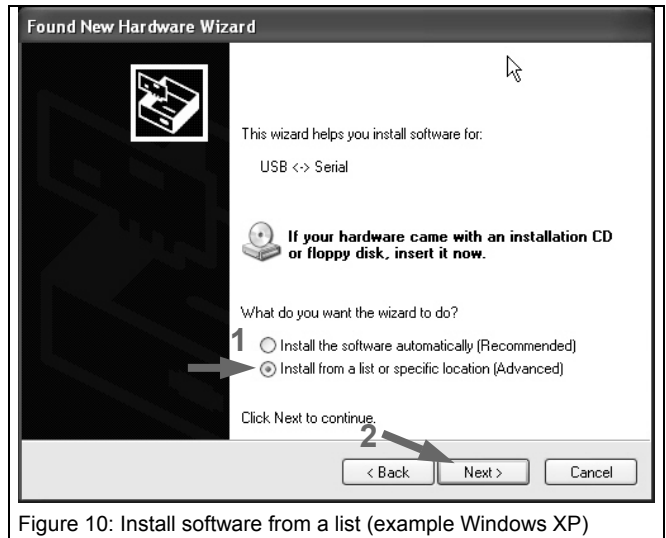 Found New Hardware Wizard
This wizard helps you install software for:
USB <-> Serial
If your hardware came with an installation CD
or floppy disk, insert it now.
What do you want the wizard to do?
1
Install the software automatically (Recommended)
Install from a list or specific location (Advanced)
Click Next to continue.
2
< Back
Next >
Cancel
Figure 10: Install software from a list (example Windows XP)